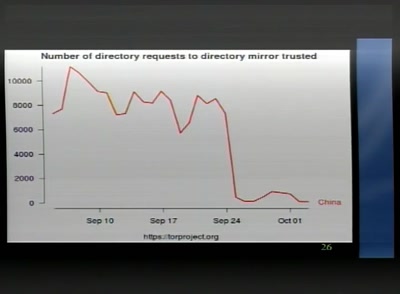 Number of directory requests to directory mirror trusted
10000
8000
6000
4000
2000
0
China
Sep 10 Sep 17 Sep 24 Oct 01
https://torproject.org
26